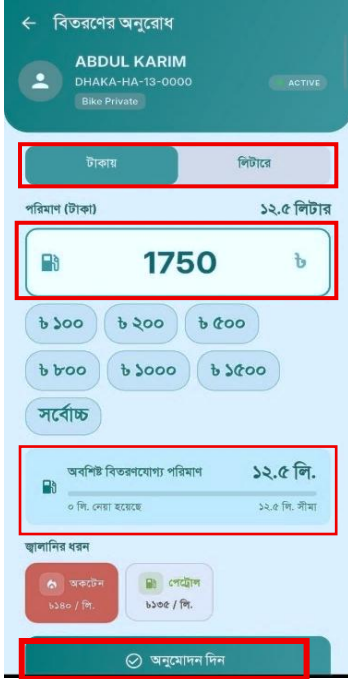 বিতরণের অনুরোধ
ABDUL KARIM
DHAKA-HA-13-0000
ACTIVE
Bike Private
টাকায় লিটারে
পরিমাণ (টাকা) ১২.৫ লিটার
1750 ৳
৳ ১০০ ৳ ২০০ ৳ ৫০০
৳ ৮০০ ৳ ১০০০ ৳ ১৫০০
সর্বোচ্চ
অবশিষ্ট বিতরণযোগ্য পরিমাণ ১২.৫ লি.
০ লি. নেয়া হয়েছে ১২.৫ লি. সীমা
জ্বালানির ধরন
অকটেন পেট্রোল
৳১৪০ / লি. ৳১৩৫ / লি.
অনুমোদন দিন